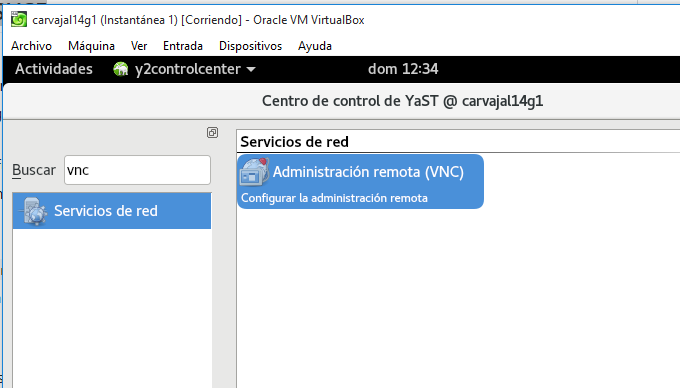 carvajal14g1 (Instantánea 1) [Corriendo] - Oracle VM VirtualBox
Archivo Máquina Ver Entrada Dispositivos Ayuda
Actividades y2controlcenter dom 12:34
Centro de control de YaST @ carvajal14g1
Buscar vnc
Servicios de red
Servicios de red
Administración remota (VNC)
Configurar la administración remota